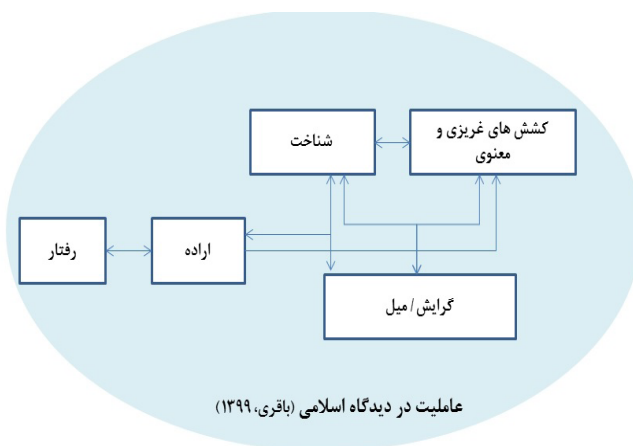 کشش های غریزی و
معنوی
شناخت
اراده
رفتار
گرایش/ میل
عاملیت در دیدگاه اسلامی (باقری، ۱۳۹۹)